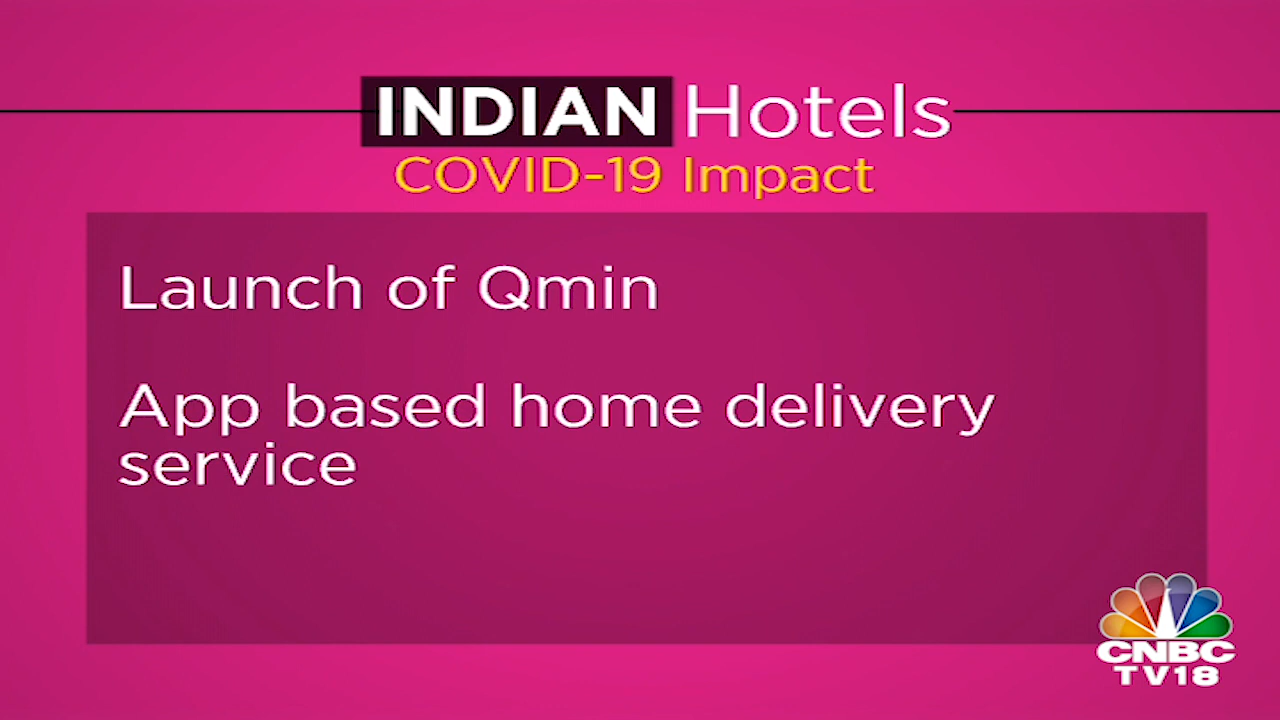 INDIAN Hotels
COVID-19 Impact
Launch of Qmin
App based home delivery
service
CNBC
TV18